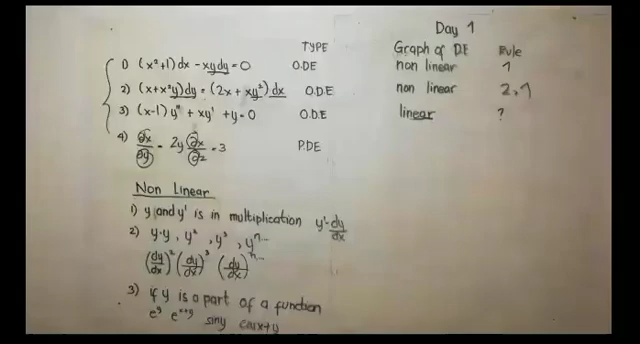 Day 1
TYPE Graph of D.E Rule
1) (x²+1)dx - xydy = 0 O.DE non linear 1
2) (x+x²y)dy = (2x+xy²)dx O.DE non linear 2,1
3) (x-1)y" + xy' + y = 0 O.DE linear ?
4) ∂x/∂y - 2y ∂x/∂z = 3 P.DE
Non Linear
1) y and y' is in multiplication y' - dy/dx
2) y·y, y², y³, yⁿ...
(dy/dx)² (dy/dx)³ (dy/dx)ⁿ...
3) if y is a part of a function
siny